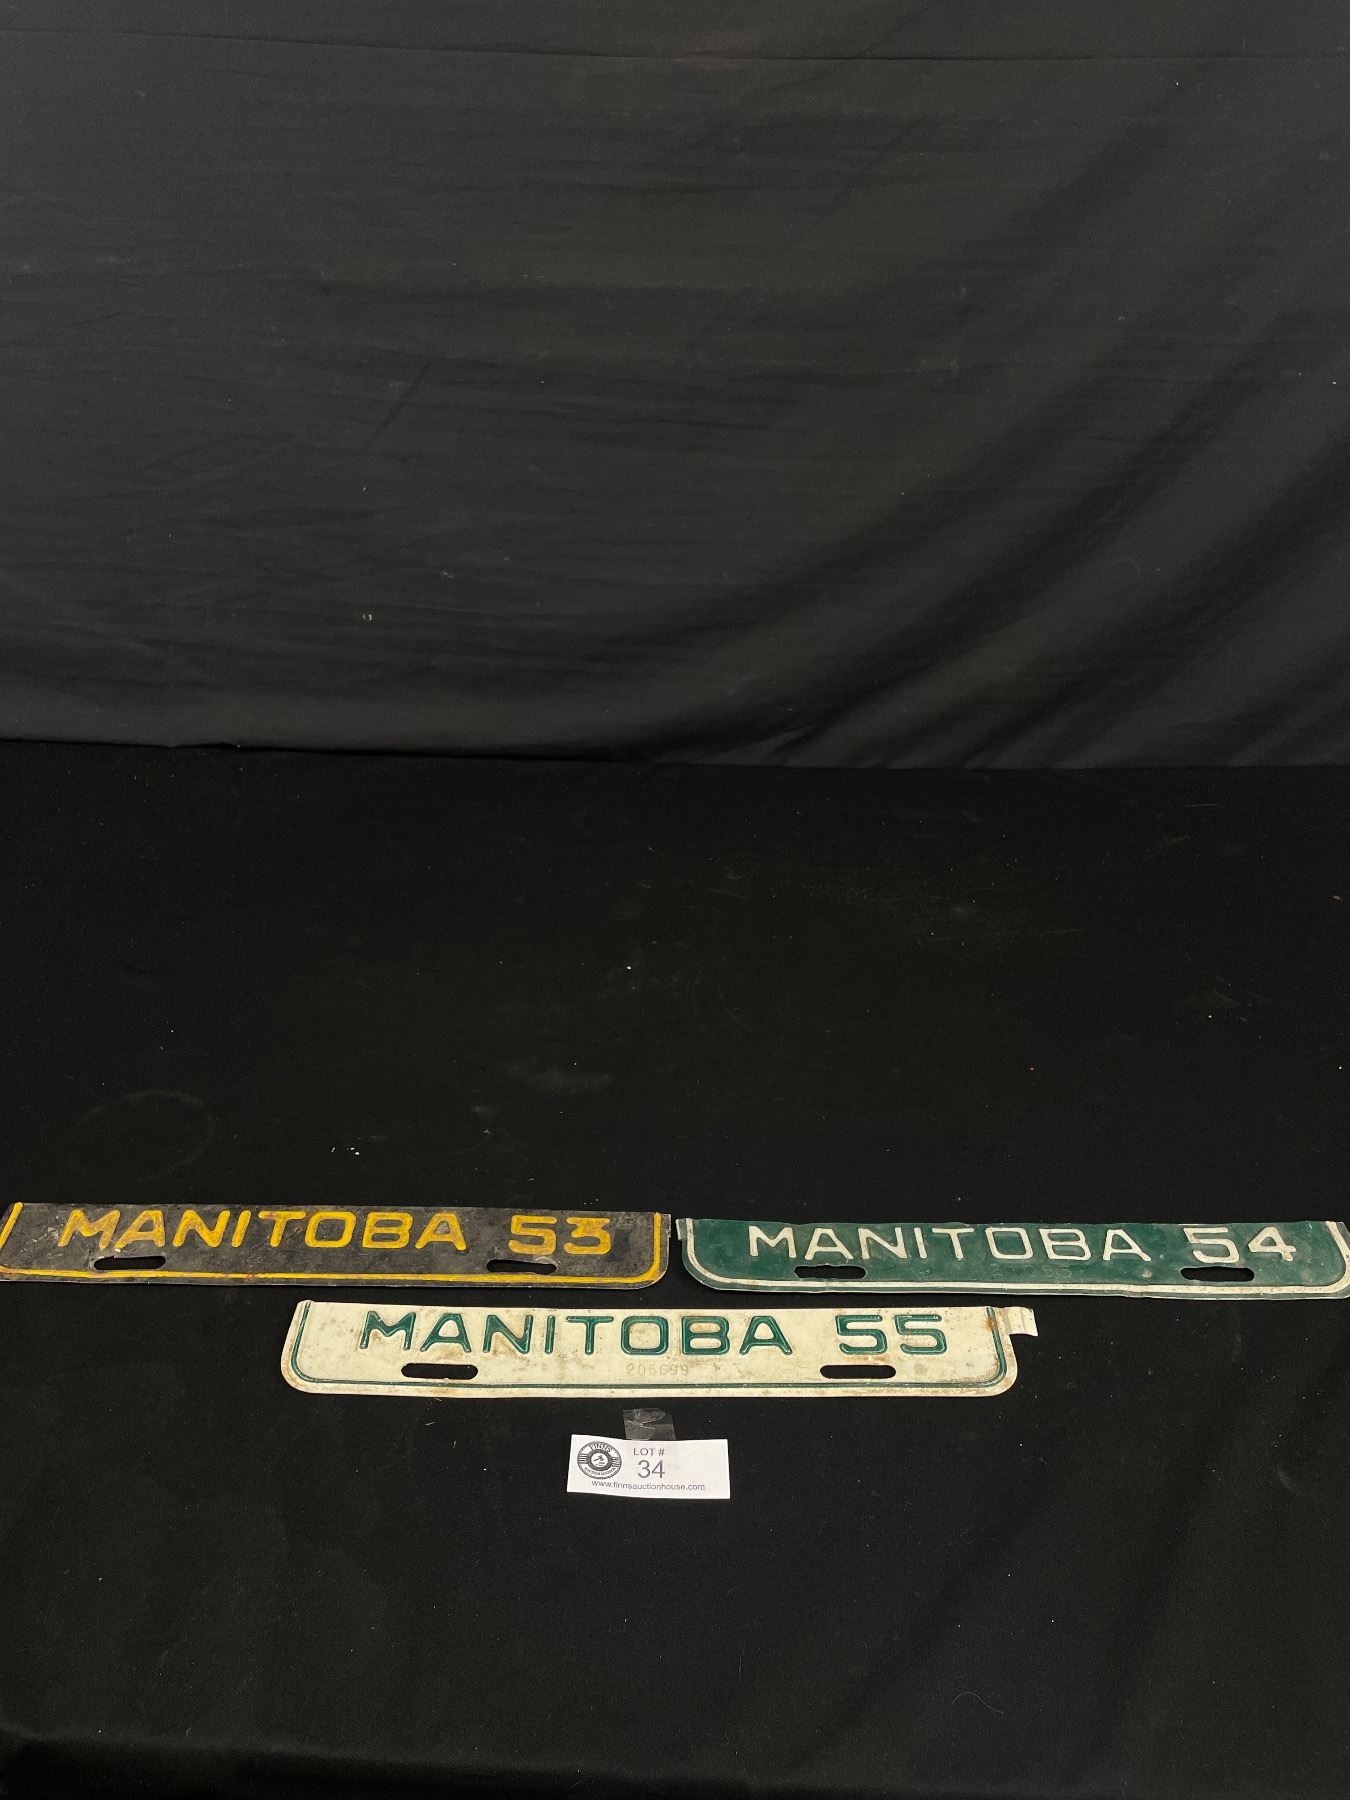 MANITOBA 53
MANITOBA 54
MANITOBA 55
LOT #
34
www.finnsauctionhouse.com